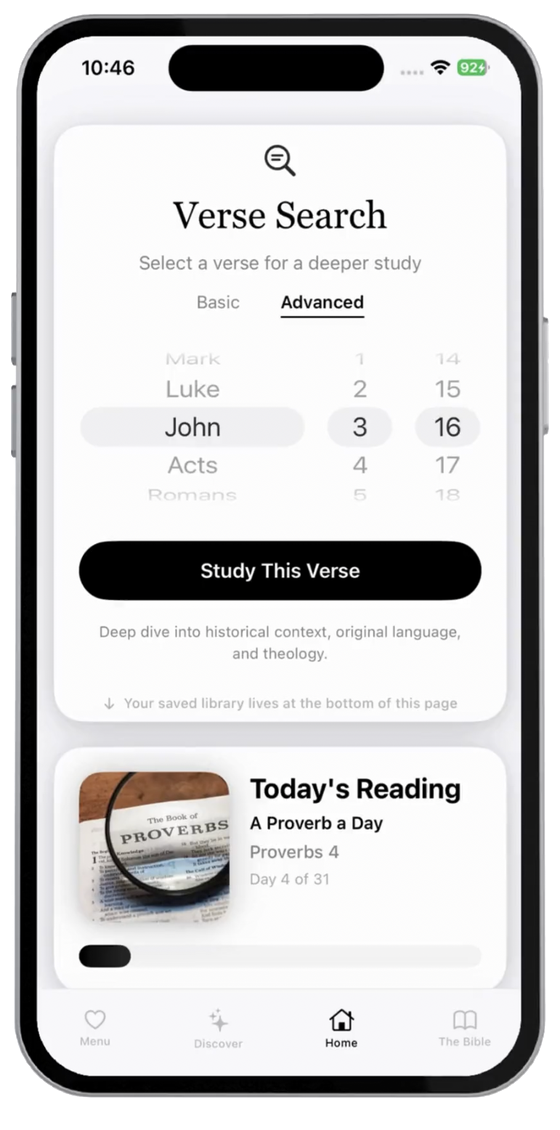 10:46
92
Verse Search
Select a verse for a deeper study
Basic Advanced
Mark 1 14
Luke 2 15
John 3 16
Acts 4 17
Romans 5 18
Study This Verse
Deep dive into historical context, original language,
and theology.
↓ Your saved library lives at the bottom of this page
The Book of
PROVERBS
Today's Reading
A Proverb a Day
Proverbs 4
Day 4 of 31
Menu Discover Home The Bible